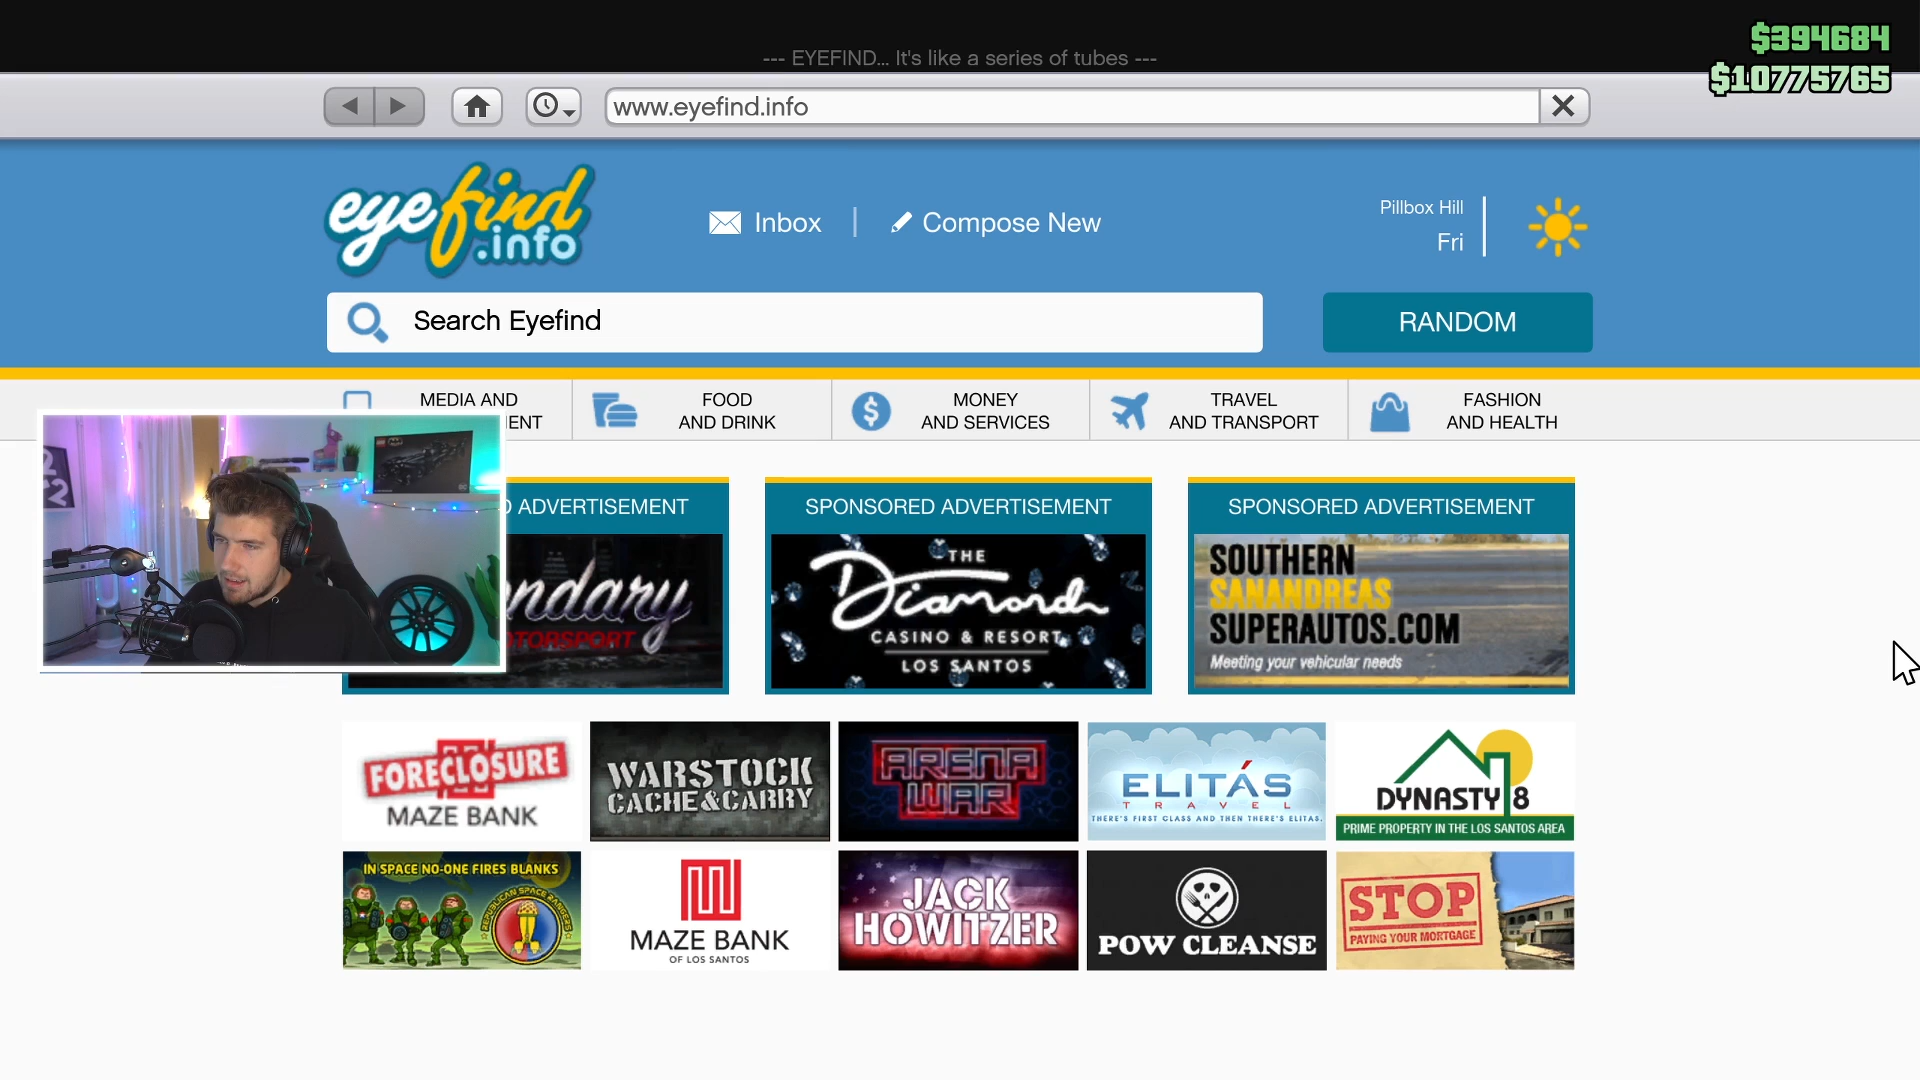 --- EYEFIND... It's like a series of tubes ---
$394684
$10775765
www.eyefind.info
eyefind
.info
Inbox
Compose New
Pillbox Hill
Fri
Search Eyefind
RANDOM
MEDIA AND
ENT
FOOD
AND DRINK
MONEY
AND SERVICES
TRAVEL
AND TRANSPORT
FASHION
AND HEALTH
D ADVERTISEMENT
SPONSORED ADVERTISEMENT
SPONSORED ADVERTISEMENT
ndary
OTORSPORT
THE
Diamond
CASINO & RESORT
LOS SANTOS
SOUTHERN
SANANDREAS
SUPERAUTOS.COM
Meeting your vehicular needs
FORECLOSURE
MAZE BANK
WARSTOCK
CACHE&CARRY
ARENA
WAR
ELITÁS
TRAVEL
THERE'S FIRST CLASS AND THEN THERE'S ELITAS.
DYNASTY 8
PRIME PROPERTY IN THE LOS SANTOS AREA
IN SPACE NO-ONE FIRES BLANKS
REPUBLICAN SPACE RANGERS
MAZE BANK
OF LOS SANTOS
JACK
HOWITZER
POW CLEANSE
STOP
PAYING YOUR MORTGAGE